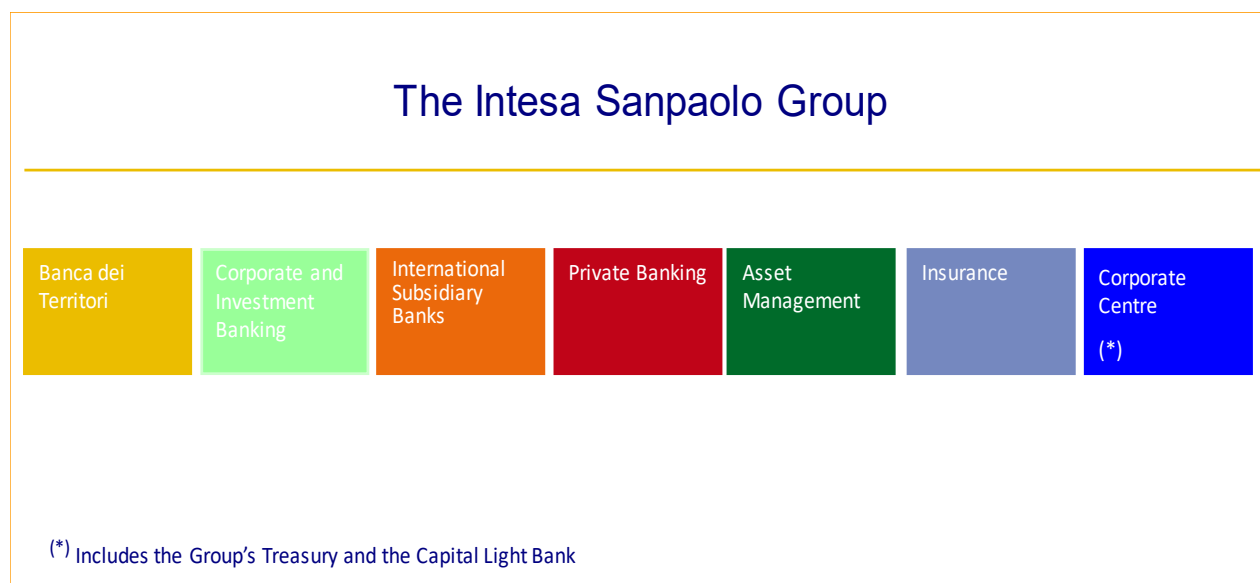 The Intesa Sanpaolo Group
Banca dei
Territori
Corporate and
Investment
Banking
International
Subsidiary
Banks
Private Banking
Asset
Management
Insurance
Corporate
Centre
(*)
(*) Includes the Group’s Treasury and the Capital Light Bank